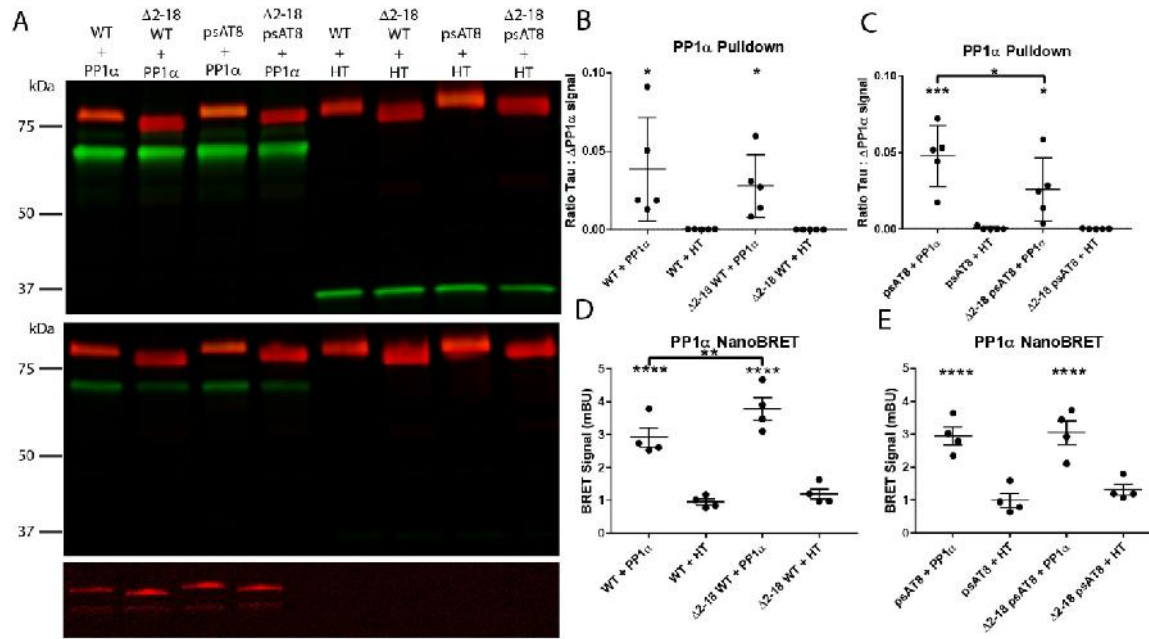 A
WT
+
PP1α
Δ2-18
WT
+
PP1α
psAT8
+
PP1α
Δ2-18
psAT8
+
PP1α
WT
+
HT
Δ2-18
WT
+
HT
psAT8
+
HT
Δ2-18
psAT8
+
HT
kDa
75
50
37
kDa
75
50
37
B
PP1α Pulldown
Ratio Tau : ΔPP1α signal
0.10
0.05
0.00
*
*
WT + PP1α
WT + HT
Δ2-18 WT + PP1α
Δ2-18 WT + HT
C
PP1α Pulldown
Ratio Tau : ΔPP1α signal
0.10
0.05
0.00
***
*
*
psAT8 + PP1α
psAT8 + HT
Δ2-18 psAT8 + PP1α
Δ2-18 psAT8 + HT
D
PP1α NanoBRET
BRET Signal (mBU)
5
4
3
2
1
0
****
**
****
WT + PP1α
WT + HT
Δ2-18 WT + PP1α
Δ2-18 WT + HT
E
PP1α NanoBRET
BRET Signal (mBU)
5
4
3
2
1
0
****
****
psAT8 + PP1α
psAT8 + HT
Δ2-18 psAT8 + PP1α
Δ2-18 psAT8 + HT